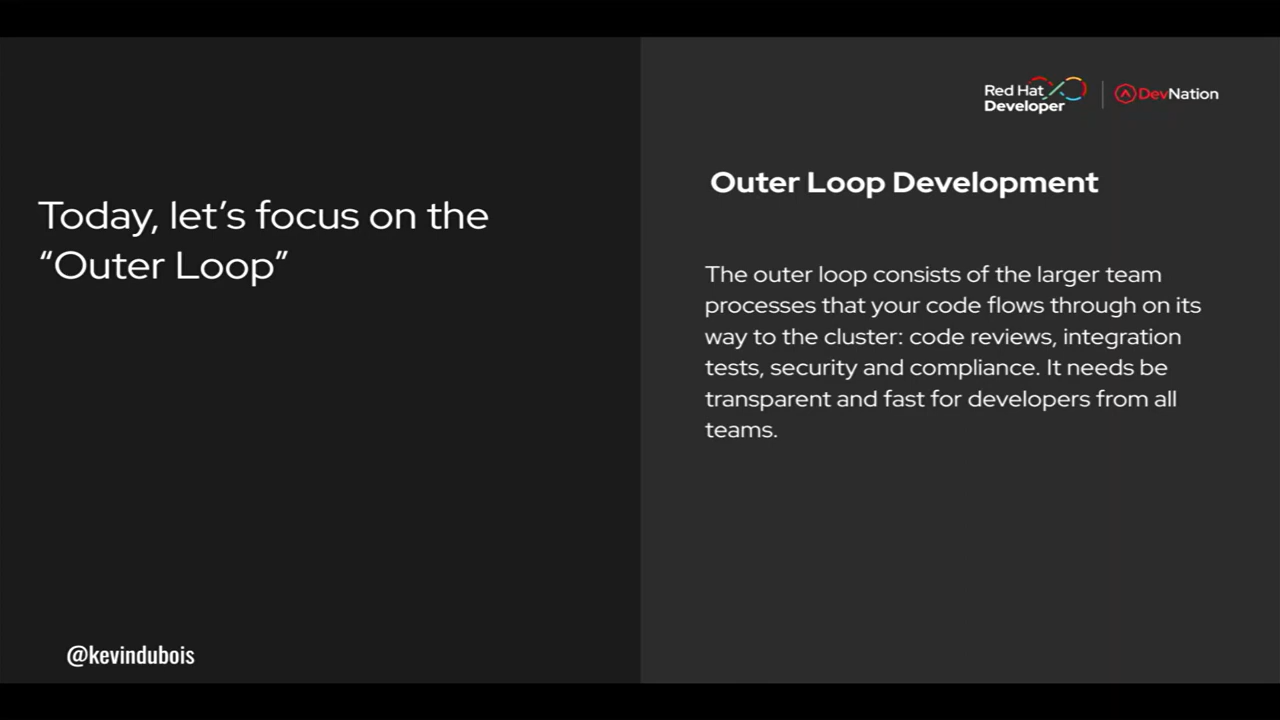 Today, let’s focus on the
“Outer Loop”
@kevindubois
Red Hat
Developer
DevNation
Outer Loop Development
The outer loop consists of the larger team
processes that your code flows through on its
way to the cluster: code reviews, integration
tests, security and compliance. It needs be
transparent and fast for developers from all
teams.